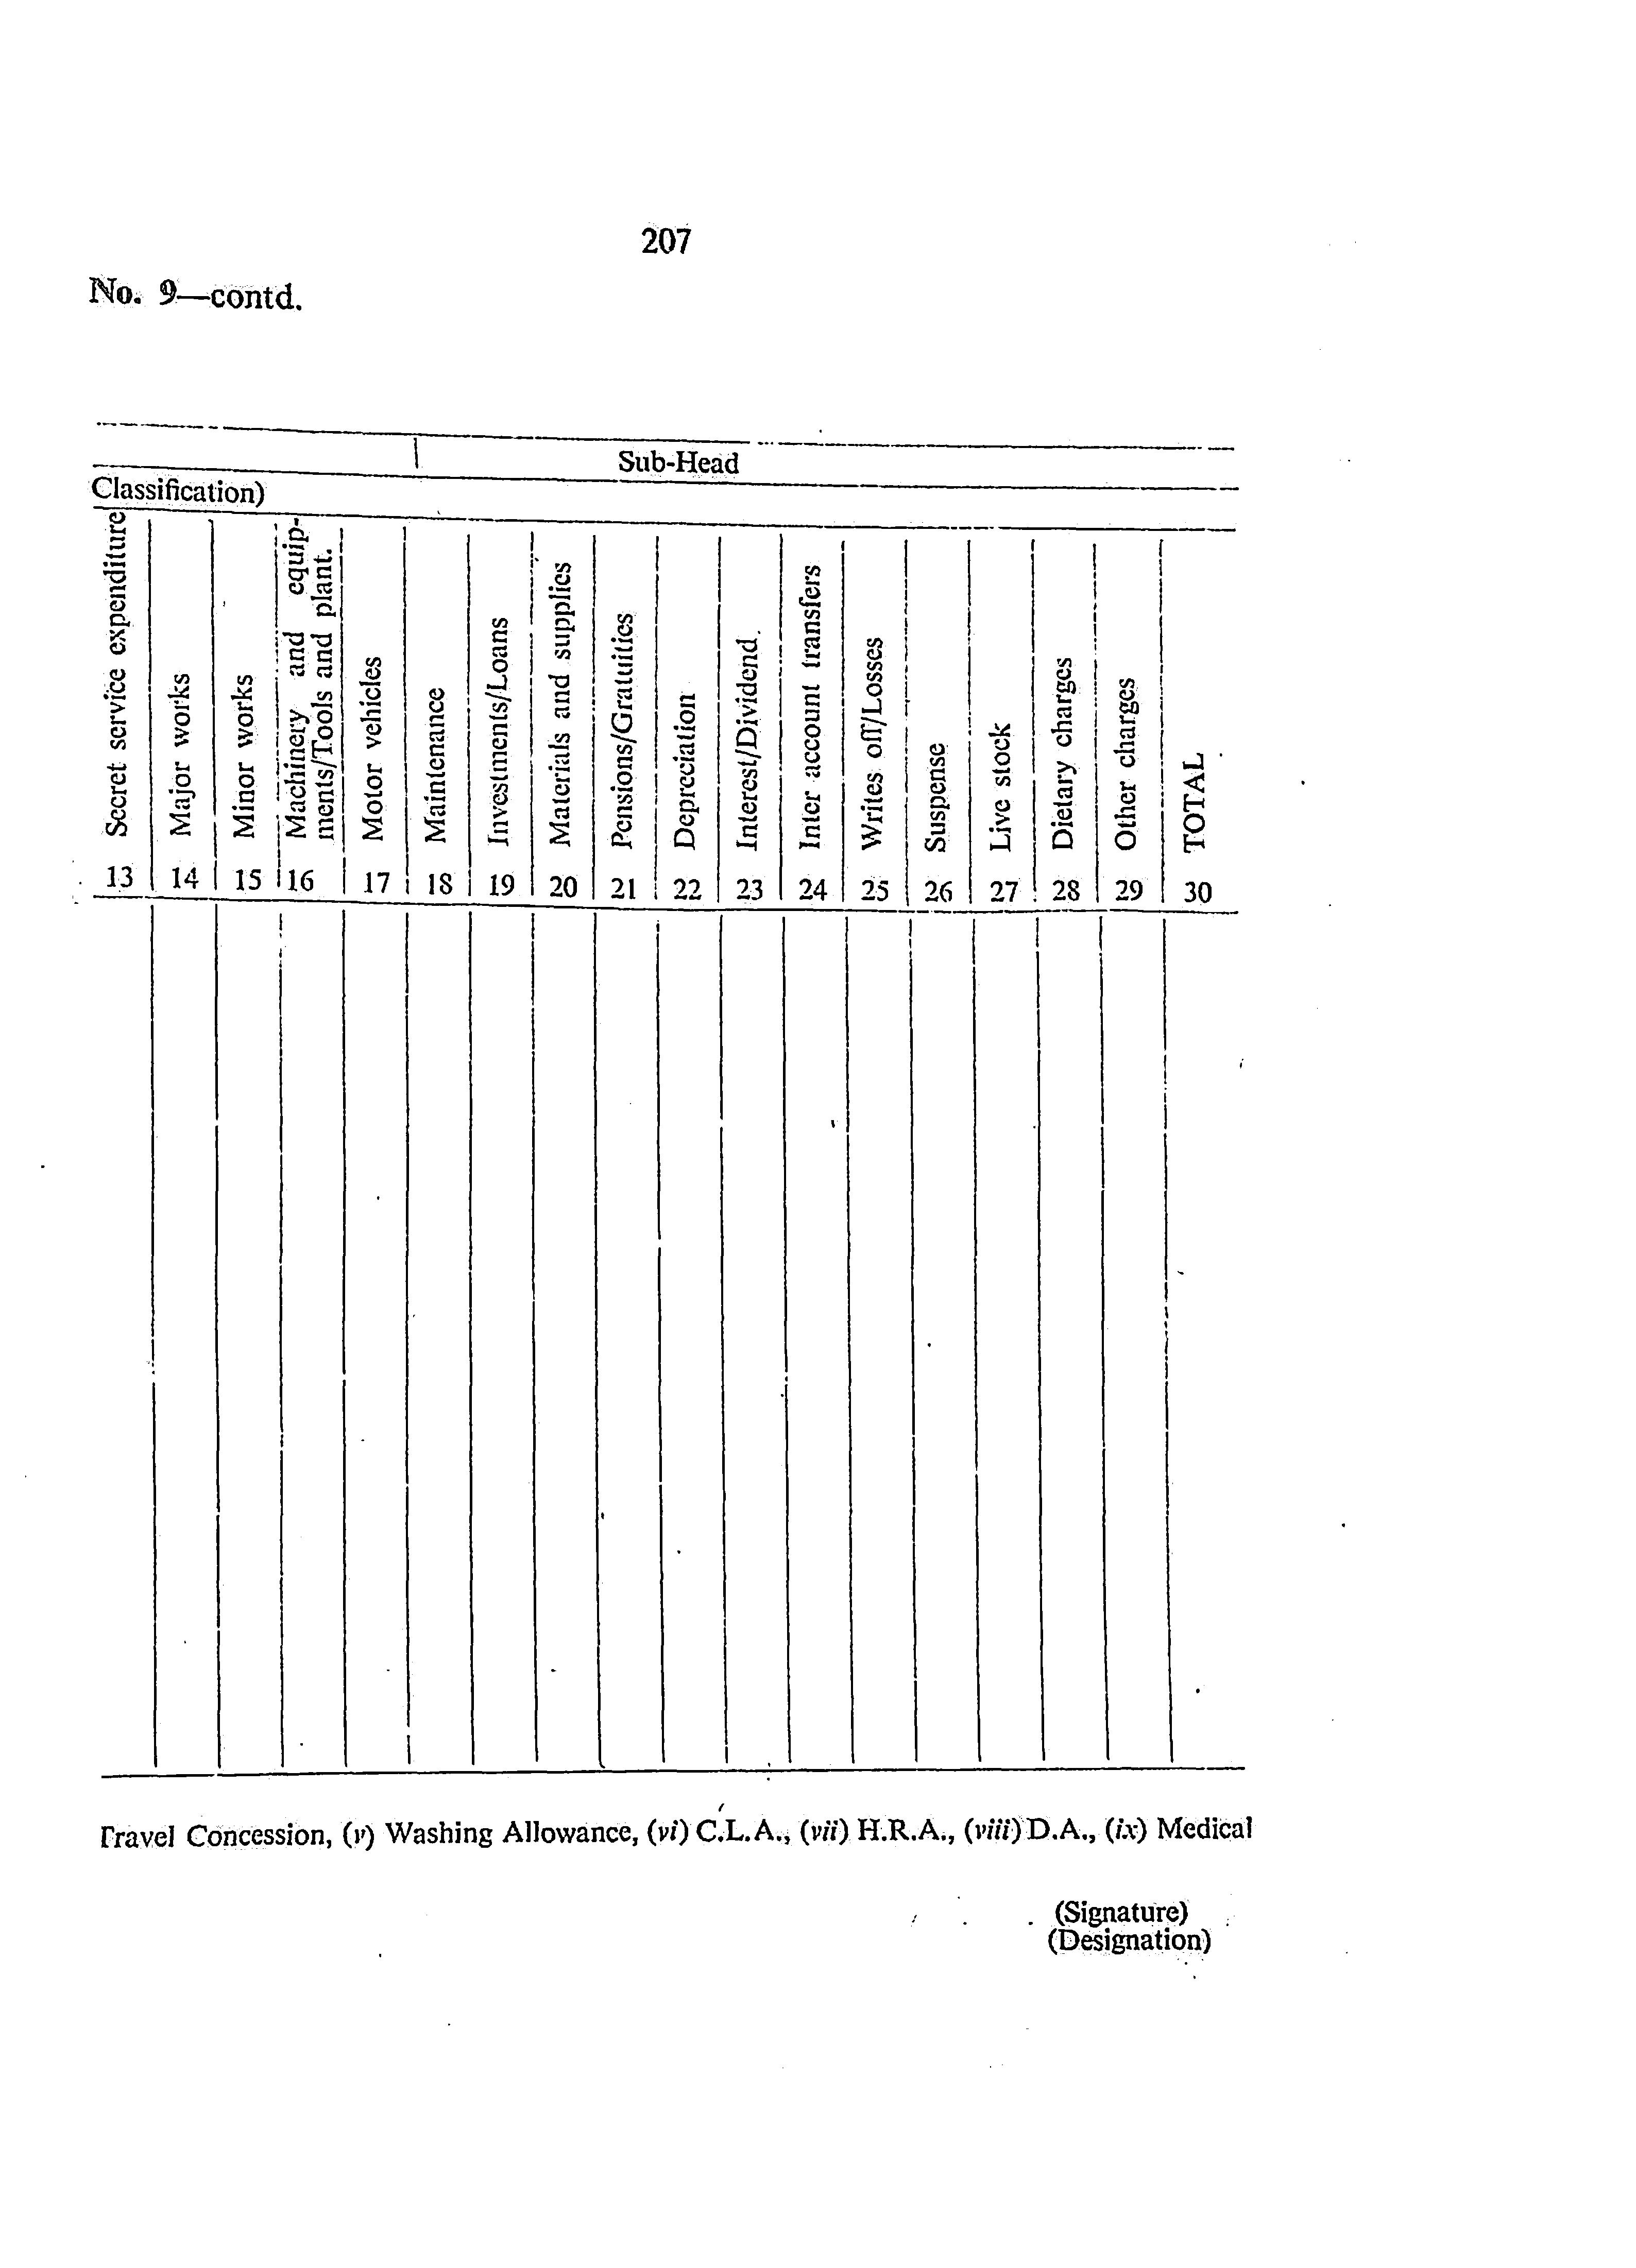 207
No. 9—contd.
Sub-Head
Classification)
Secret service expenditure
Major works
Minor works
Machinery and equip-
ments/Tools and plant.
Motor vehicles
Maintenance
Investments/Loans
Materials and supplies
Pensions/Gratuities
Depreciation
Interest/Dividend.
Inter account transfers
Writes off/Losses
Suspense
Live stock
Dietary charges
Other charges
TOTAL
13 14 15 16 17 18 19 20 21 22 23 24 25 26 27 28 29 30
Travel Concession, (v) Washing Allowance, (vi) C.L.A., (vii) H.R.A., (viii) D.A., (ix) Medical
(Signature)
(Designation)